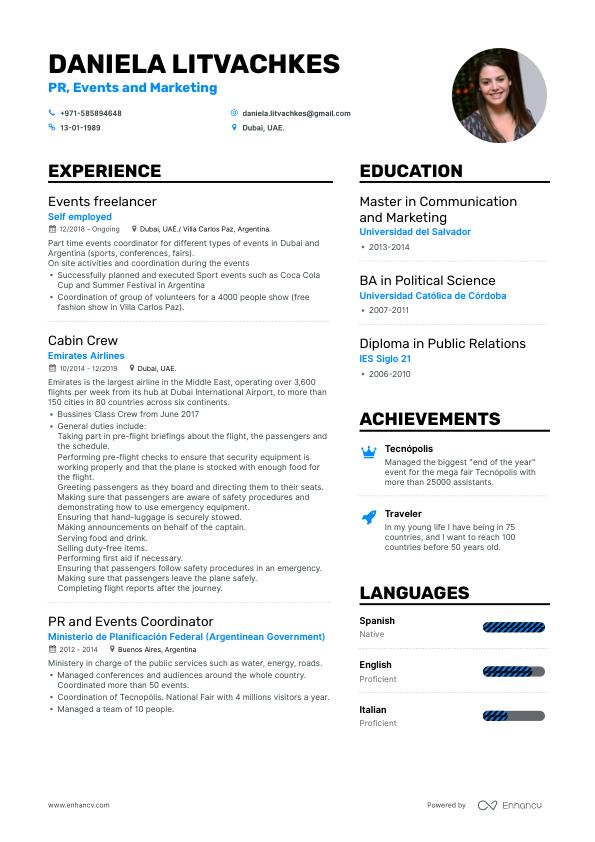 DANIELA LITVACHKES
PR, Events and Marketing
+971-585894648
daniela.litvachkes@gmail.com
13-01-1989
Dubai, UAE.
EXPERIENCE
Events freelancer
Self employed
12/2018 - Ongoing
Dubai, UAE./ Villa Carlos Paz, Argentina.
Part time events coordinator for different types of events in Dubai and
Argentina (sports, conferences, fairs).
On site activities and coordination during the events
• Successfully planned and executed Sport events such as Coca Cola
Cup and Summer Festival in Argentina
• Coordination of group of volunteers for a 4000 people show (free
fashion show in Villa Carlos Paz).
Cabin Crew
Emirates Airlines
10/2014 - 12/2019
Dubai, UAE.
Emirates is the largest airline in the Middle East, operating over 3,600
flights per week from its hub at Dubai International Airport, to more than
150 cities in 80 countries across six continents.
• Bussines Class Crew from June 2017
• General duties include:
Taking part in pre-flight briefings about the flight, the passengers and
the schedule.
Performing pre-flight checks to ensure that security equipment is
working properly and that the plane is stocked with enough food for
the flight.
Greeting passengers as they board and directing them to their seats.
Making sure that passengers are aware of safety procedures and
demonstrating how to use emergency equipment.
Ensuring that hand-luggage is securely stowed.
Making announcements on behalf of the captain.
Serving food and drink.
Selling duty-free items.
Performing first aid if necessary.
Ensuring that passengers follow safety procedures in an emergency.
Making sure that passengers leave the plane safely.
Completing flight reports after the journey.
PR and Events Coordinator
Ministerio de Planificación Federal (Argentinean Government)
2012 - 2014
Buenos Aires, Argentina
Ministery in charge of the public services such as water, energy, roads.
• Managed conferences and audiences around the whole country.
Coordinated more than 50 events.
• Coordination of Tecnopólis. National Fair with 4 millions visitors a year.
• Managed a team of 10 people.
EDUCATION
Master in Communication
and Marketing
Universidad del Salvador
• 2013-2014
BA in Political Science
Universidad Católica de Córdoba
• 2007-2011
Diploma in Public Relations
IES Siglo 21
• 2006-2010
ACHIEVEMENTS
Tecnópolis
Managed the biggest "end of the year"
event for the mega fair Tecnópolis with
more than 25000 assistants.
Traveler
In my young life I have being in 75
countries, and I want to reach 100
countries before 50 years old.
LANGUAGES
Spanish
Native
English
Proficient
Italian
Proficient
www.enhancv.com
Powered by
Enhancv